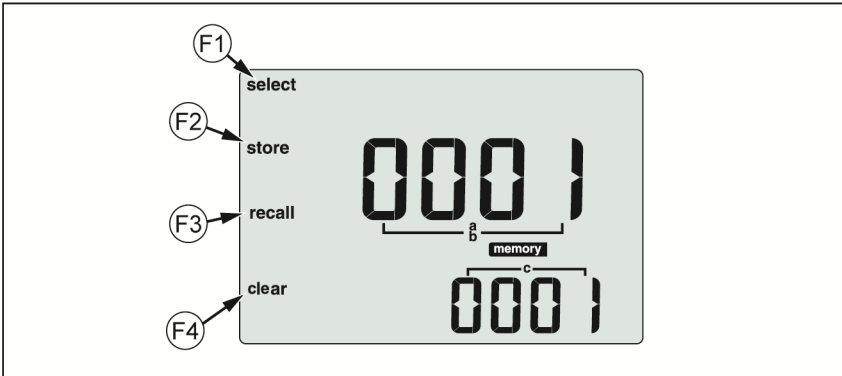 F1
select
F2
store
0001
F3
recall
a
b
memory
c
F4
clear
0001